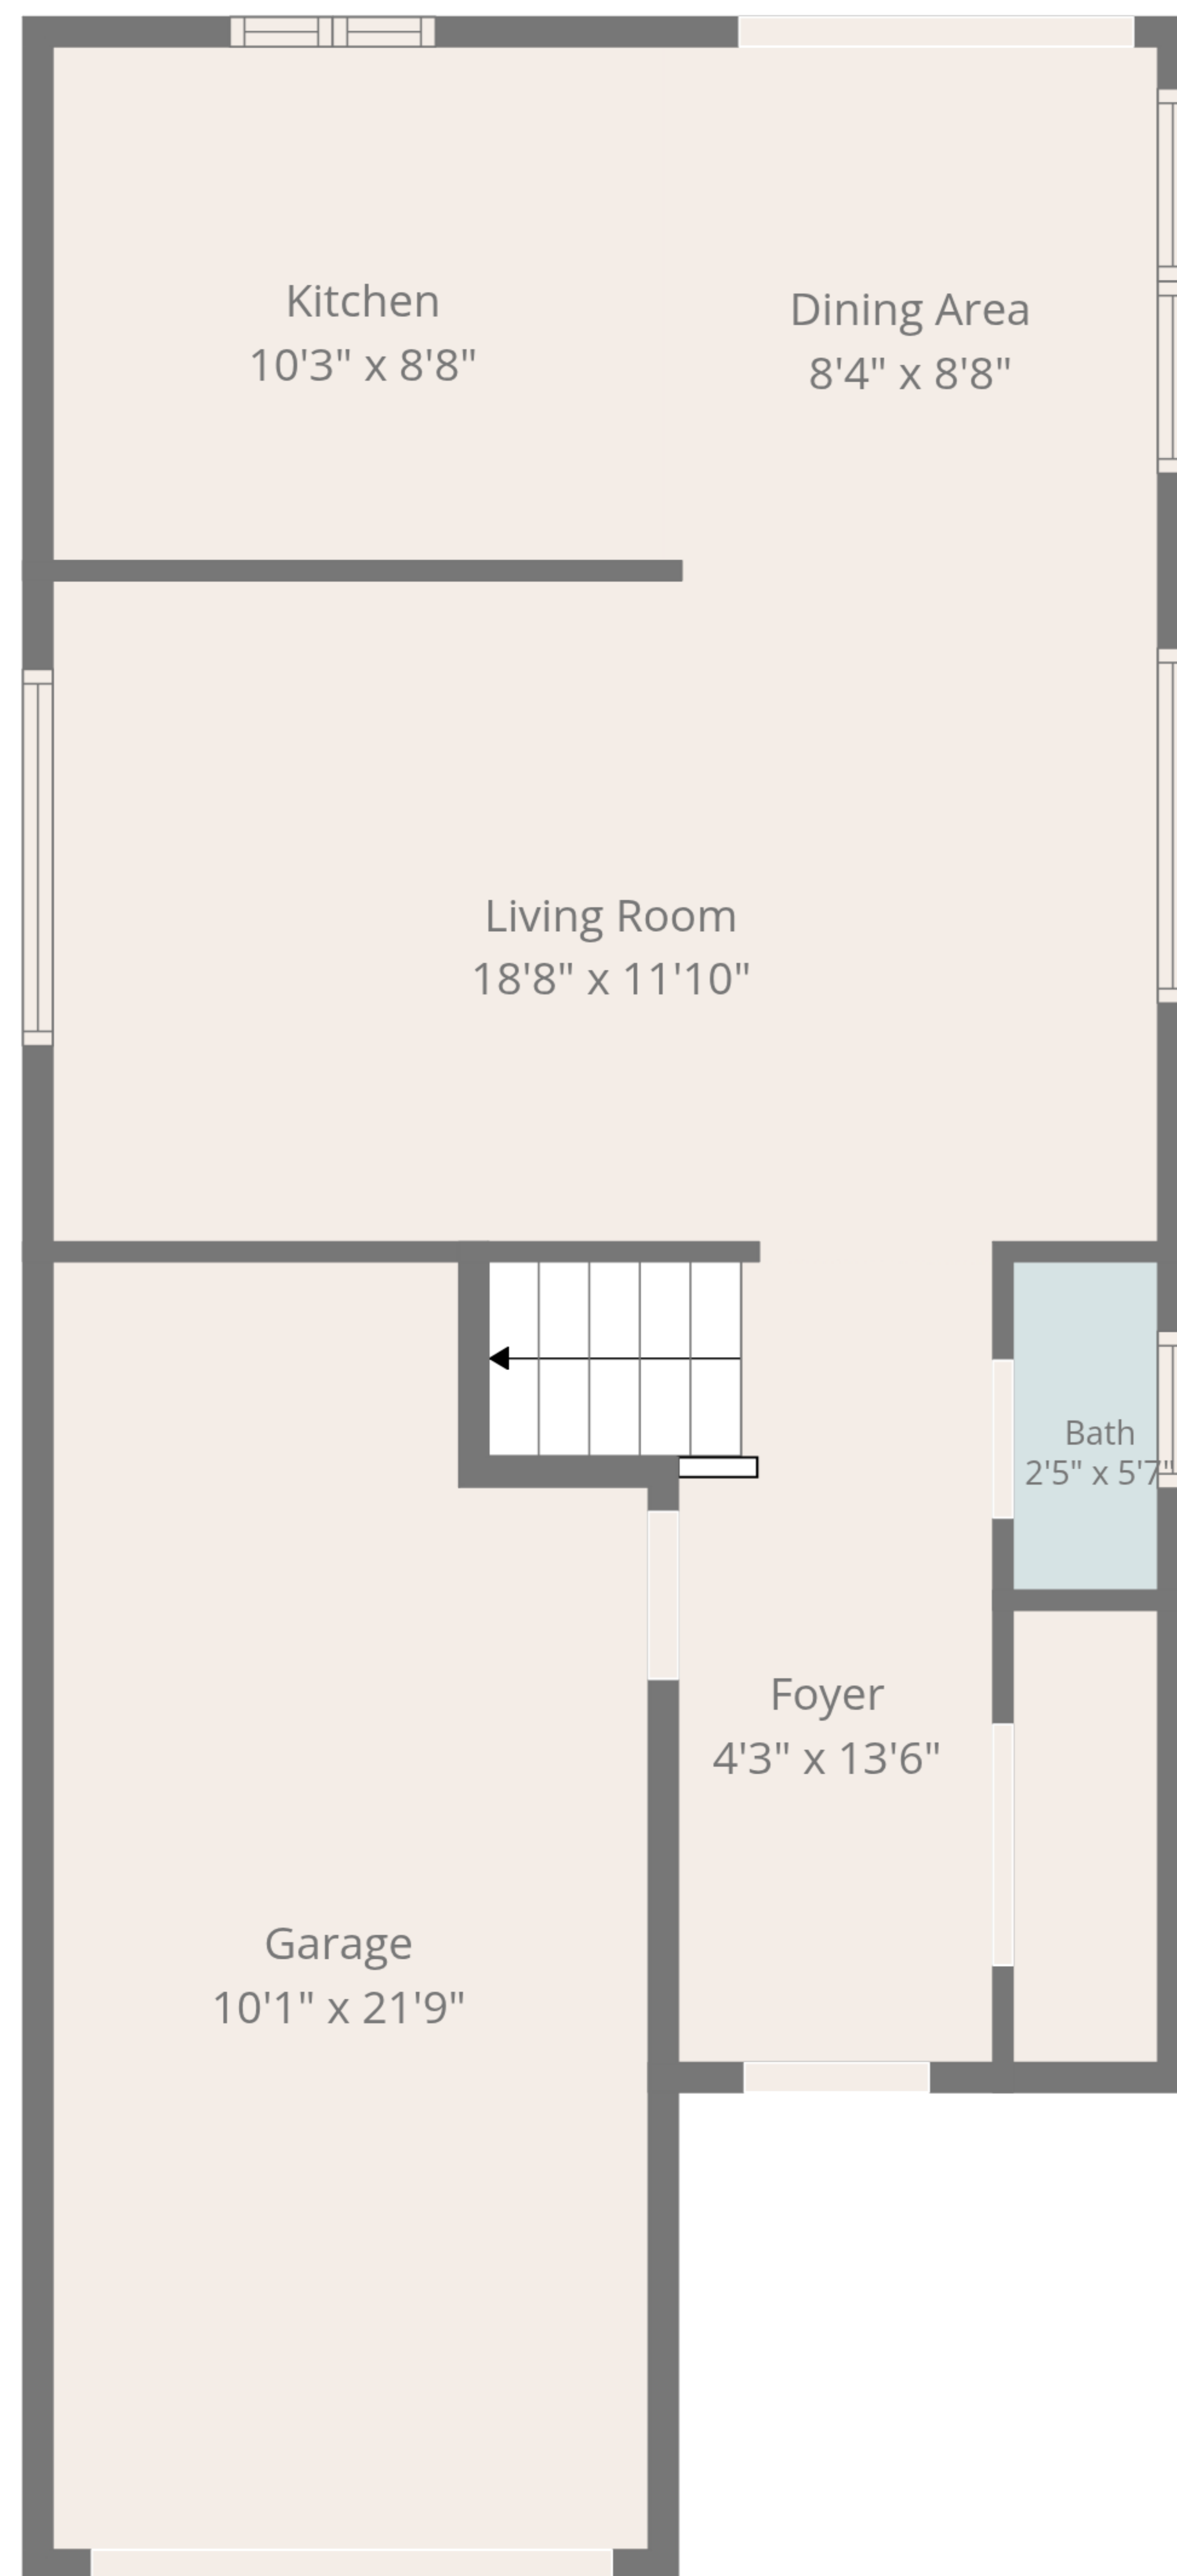 Kitchen
10'3" x 8'8"
Dining Area
8'4" x 8'8"
Living Room
18'8" x 11'10"
Bath
2'5" x 5'7"
Foyer
4'3" x 13'6"
Garage
10'1" x 21'9"